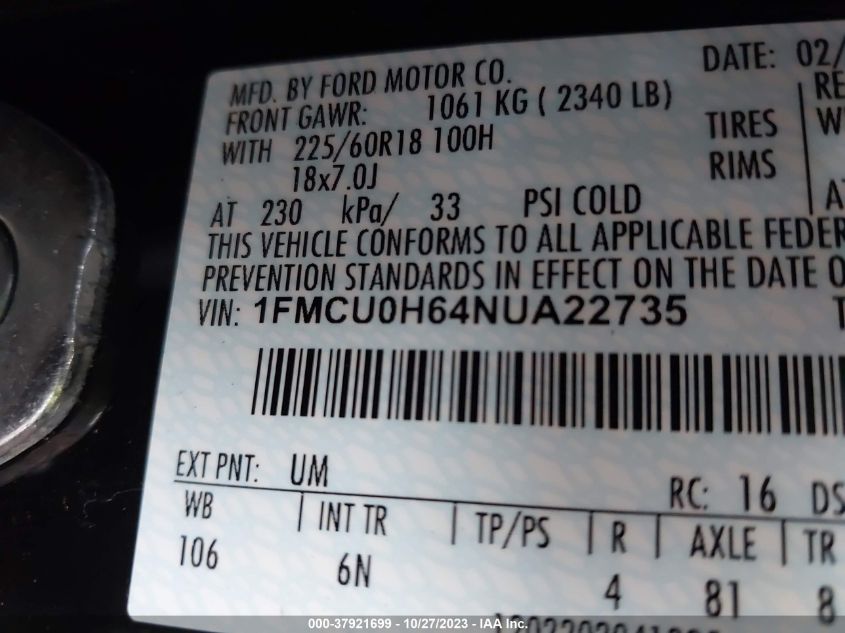 MFD. BY FORD MOTOR CO. DATE: 02/
FRONT GAWR: 1061 KG ( 2340 LB) RE
WITH 225/60R18 100H TIRES W
18x7.0J RIMS
AT 230 kPa/ 33 PSI COLD A
THIS VEHICLE CONFORMS TO ALL APPLICABLE FEDER
PREVENTION STANDARDS IN EFFECT ON THE DATE O
VIN: 1FMCU0H64NUA22735 T
EXT PNT: UM RC: 16 DS
WB INT TR TP/PS R AXLE TR
106 6N 4 81 8
000-37921699 - 10/27/2023 - IAA Inc.